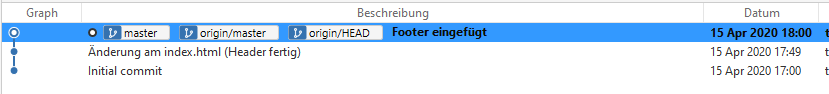 Graph Beschreibung Datum
master origin/master origin/HEAD Footer eingefügt 15 Apr 2020 18:00
Änderung am index.html (Header fertig) 15 Apr 2020 17:49
Initial commit 15 Apr 2020 17:00